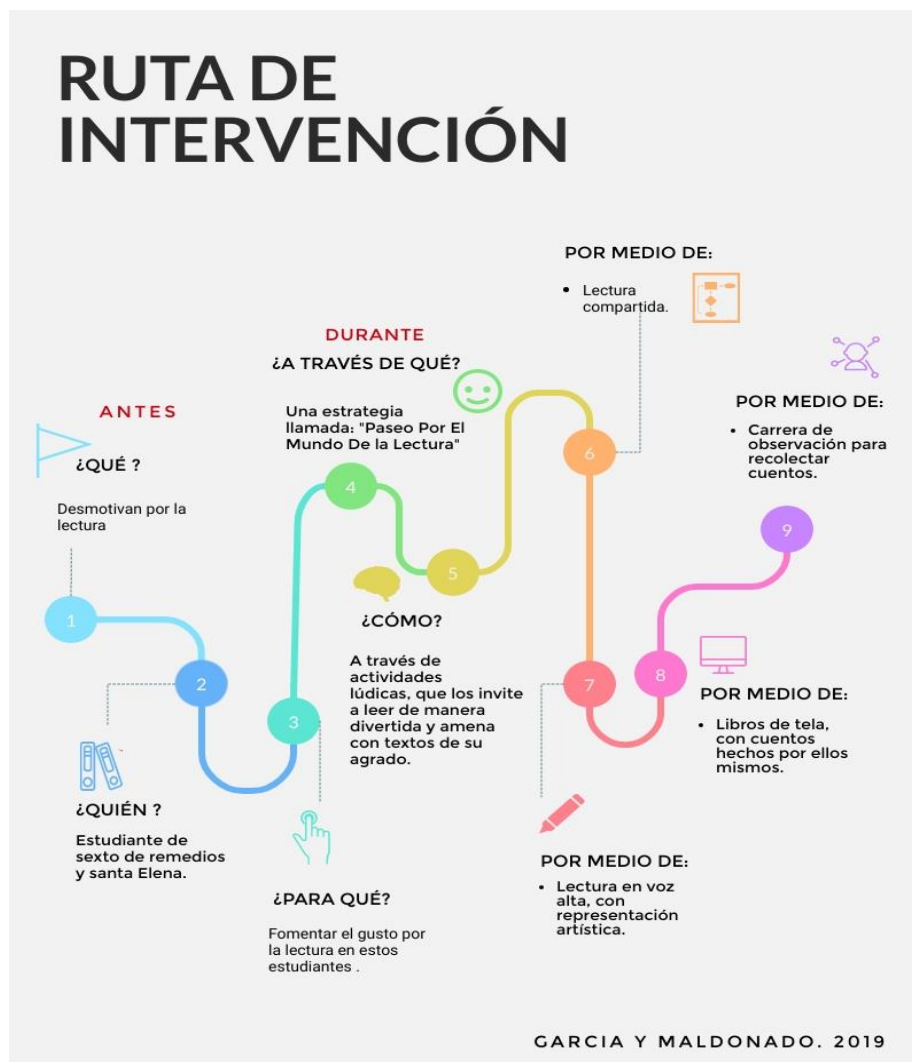 RUTA DE
INTERVENCIÓN
ANTES
¿QUÉ ?
Desmotivan por la
lectura
1
2
¿QUIÉN ?
Estudiante de
sexto de remedios
y santa Elena.
3
¿PARA QUÉ?
Fomentar el gusto por
la lectura en estos
estudiantes .
DURANTE
¿A TRAVÉS DE QUÉ?
Una estrategia
llamada: "Paseo Por El
Mundo De la Lectura"
4
5
¿CÓMO?
A través de
actividades
lúdicas, que los invite
a leer de manera
divertida y amena
con textos de su
agrado.
POR MEDIO DE:
• Lectura
compartida.
6
7
POR MEDIO DE:
• Lectura en voz
alta, con
representación
artística.
8
POR MEDIO DE:
• Libros de tela,
con cuentos
hechos por ellos
mismos.
POR MEDIO DE:
• Carrera de
observación para
recolectar
cuentos.
9
GARCIA Y MALDONADO. 2019